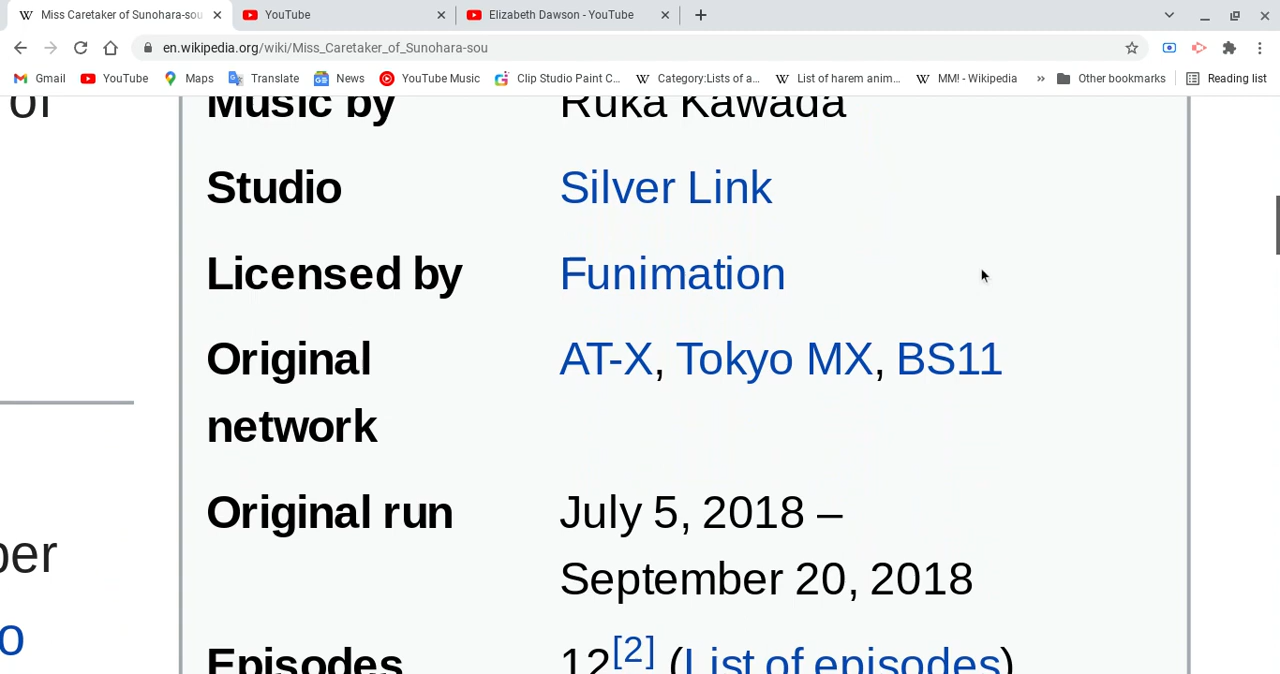 Miss Caretaker of Sunohara-sou
YouTube
Elizabeth Dawson - YouTube
en.wikipedia.org/wiki/Miss_Caretaker_of_Sunohara-sou
Gmail
YouTube
Maps
Translate
News
YouTube Music
Clip Studio Paint C...
Category:Lists of a...
List of harem anim...
MM! - Wikipedia
»
Other bookmarks
Reading list
of
Music by Ruka Kawada
Studio Silver Link
Licensed by Funimation
Original AT-X, Tokyo MX, BS11
network
Original run July 5, 2018 –
ber September 20, 2018
o
Episodes 12[2] (List of episodes)